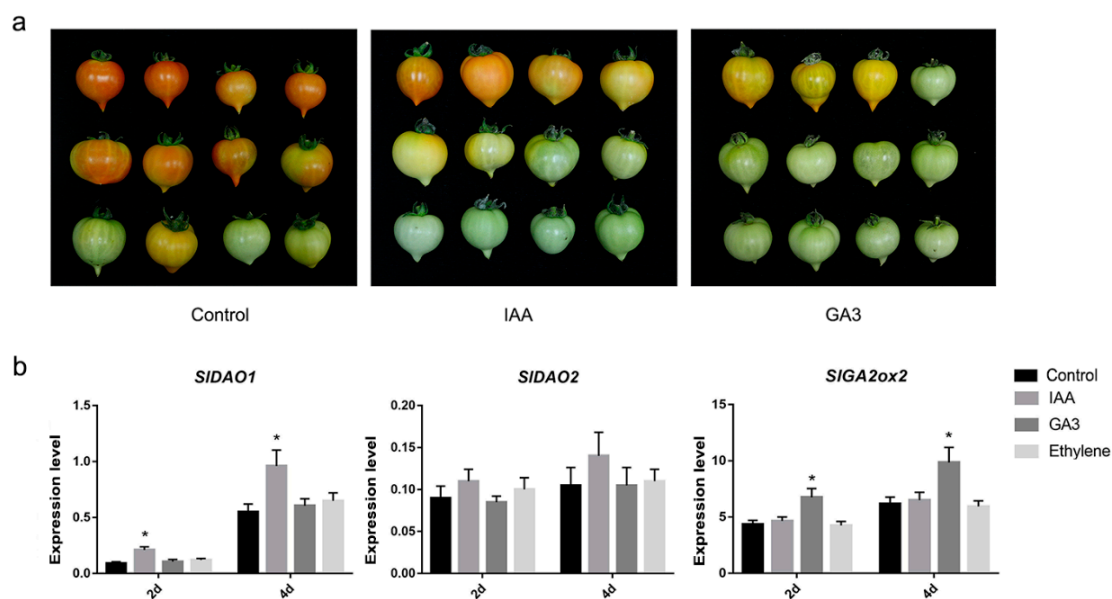 a
Control
IAA
GA3
b
SlDAO1
SlDAO2
SlGA2ox2
Control
IAA
GA3
Ethylene
Expression level
1.5
1.0
0.5
0.0
*
*
2d
4d
Expression level
0.20
0.15
0.10
0.05
0.00
2d
4d
Expression level
15
10
5
0
*
*
2d
4d